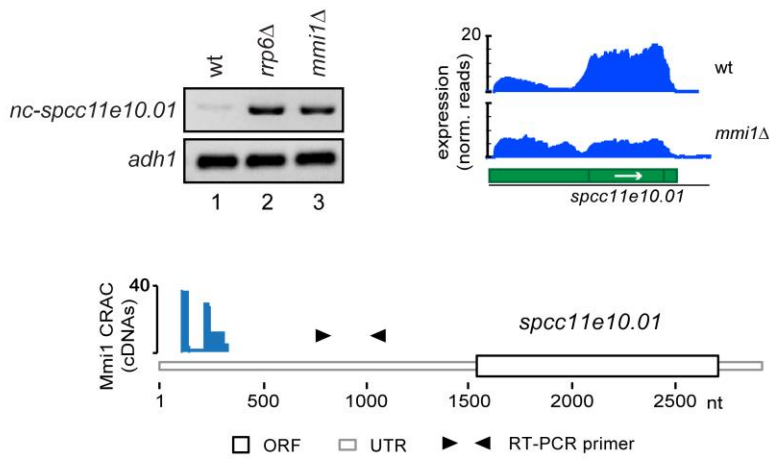 wt
rrp6Δ
mmi1Δ
nc-spcc11e10.01
adh1
1 2 3
20
expression
(norm. reads)
wt
mmi1Δ
spcc11e10.01
40
Mmi1 CRAC
(cDNAs)
spcc11e10.01
1 500 1000 1500 2000 2500 nt
ORF UTR RT-PCR primer